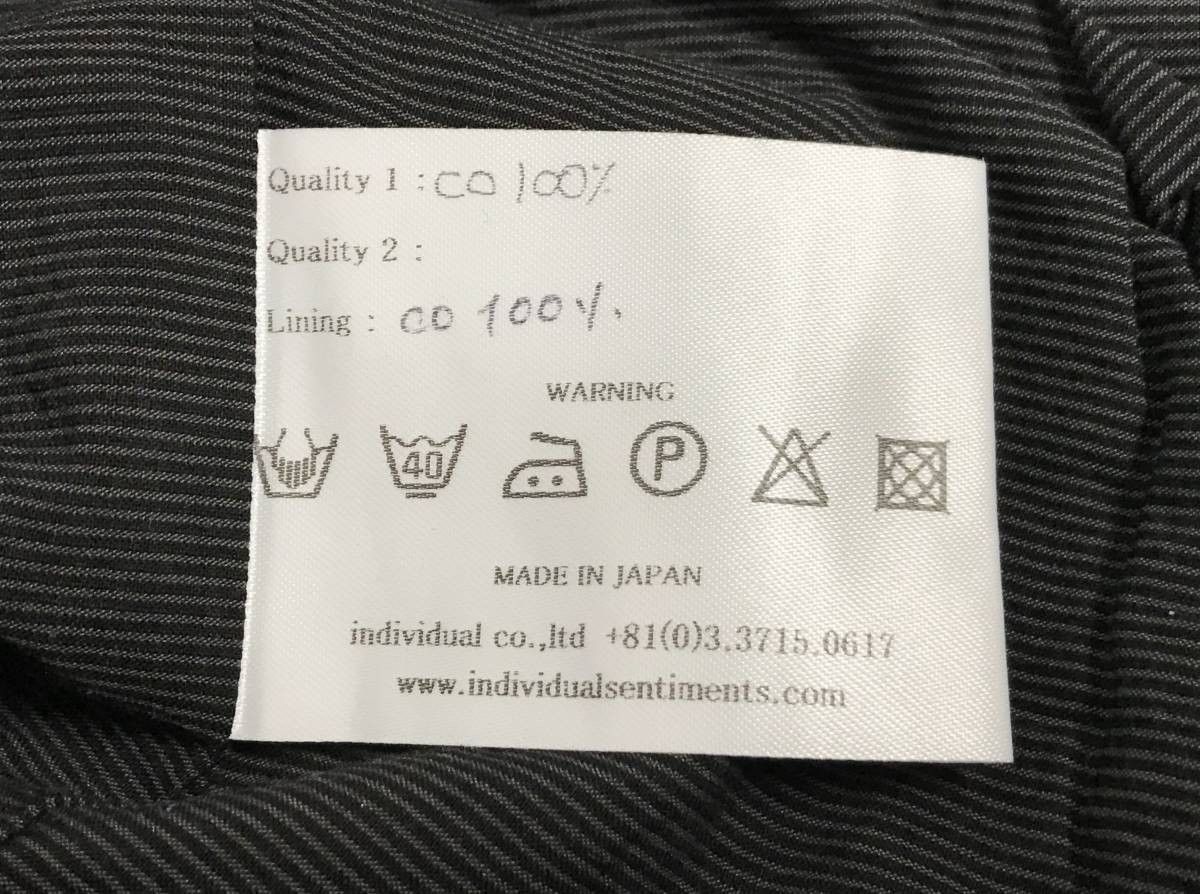 Quality 1 : CO 100%
Quality 2 :
Lining : CO 100%
WARNING
40 P
MADE IN JAPAN
individual co.,ltd +81(0)3.3715.0617
www.individualsentiments.com